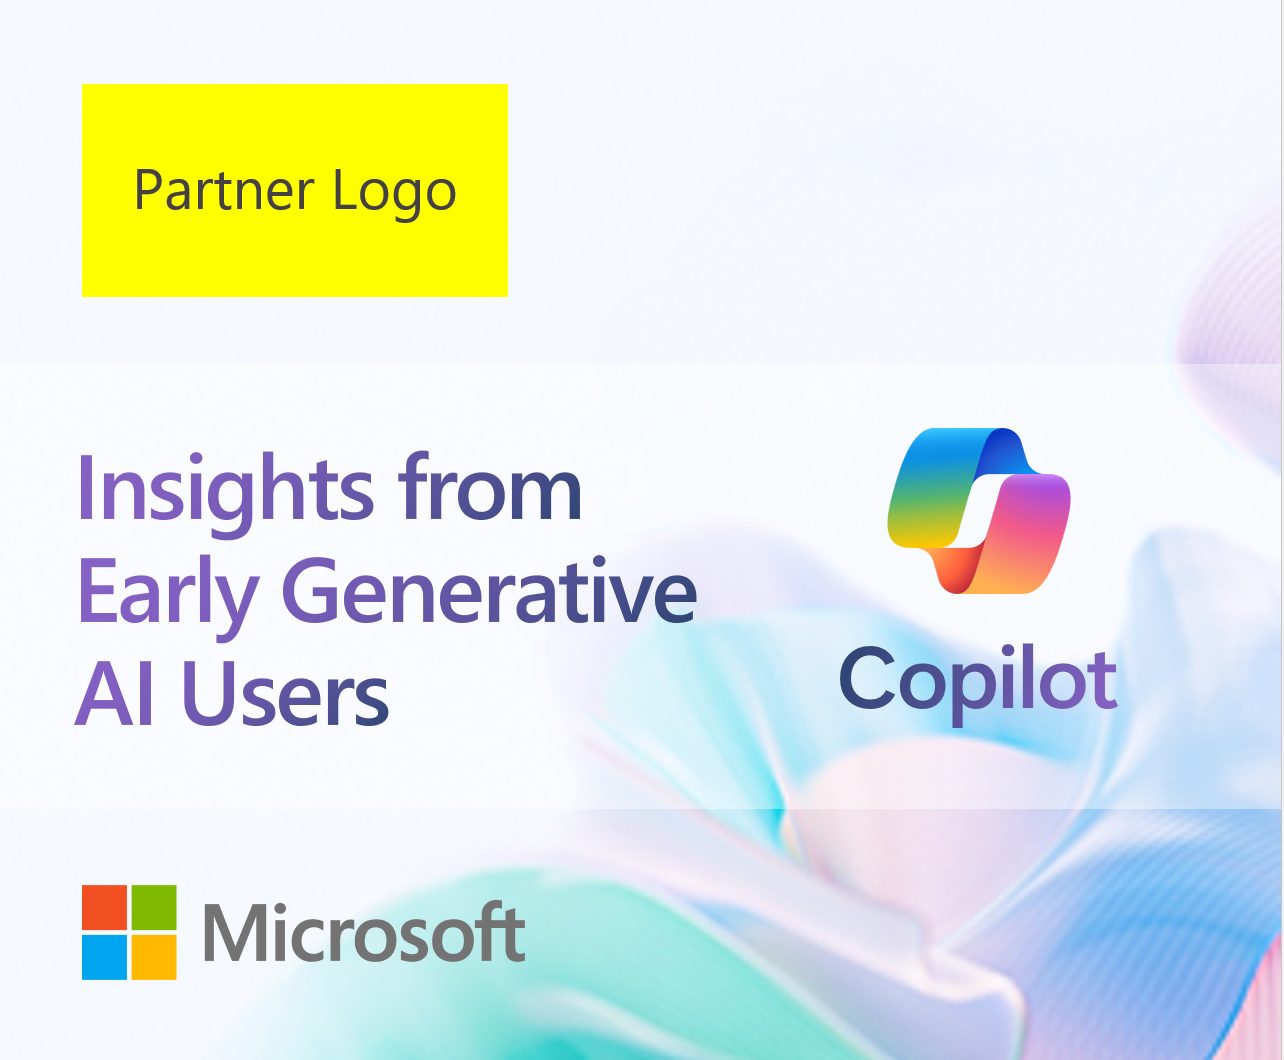 Partner Logo
Insights from
Early Generative
AI Users
Copilot
Microsoft